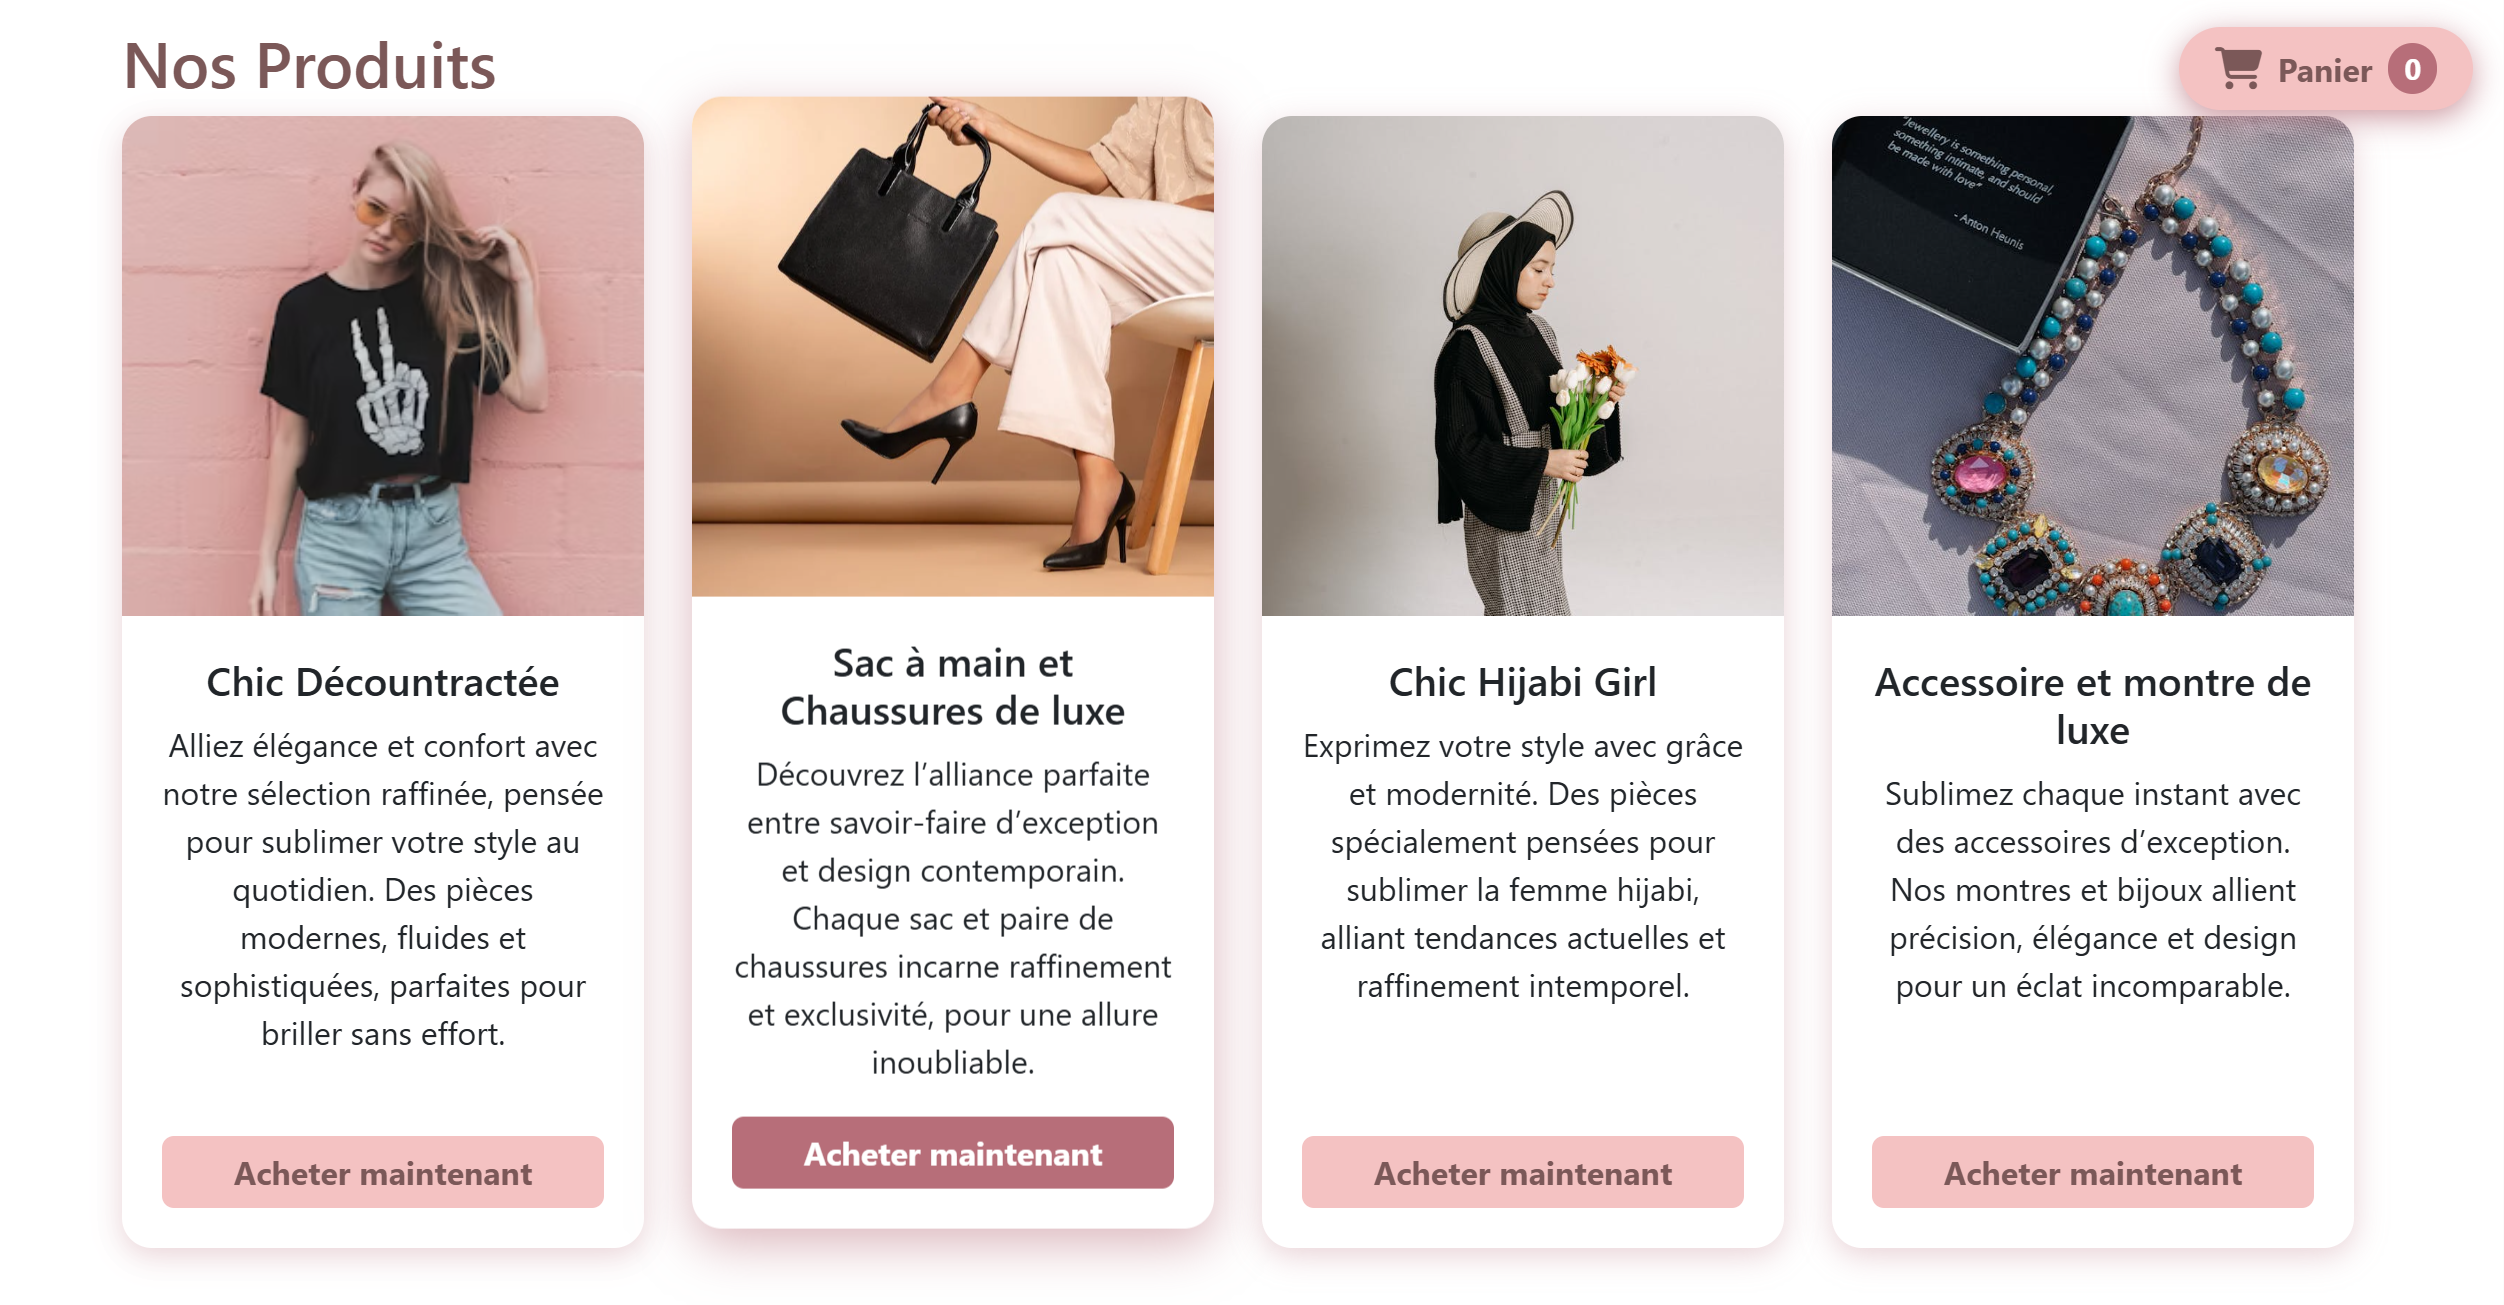 Nos Produits
Panier 0
Chic Décountractée
Alliez élégance et confort avec
notre sélection raffinée, pensée
pour sublimer votre style au
quotidien. Des pièces
modernes, fluides et
sophistiquées, parfaites pour
briller sans effort.
Acheter maintenant
Sac à main et
Chaussures de luxe
Découvrez l’alliance parfaite
entre savoir-faire d’exception
et design contemporain.
Chaque sac et paire de
chaussures incarne raffinement
et exclusivité, pour une allure
inoubliable.
Acheter maintenant
Chic Hijabi Girl
Exprimez votre style avec grâce
et modernité. Des pièces
spécialement pensées pour
sublimer la femme hijabi,
alliant tendances actuelles et
raffinement intemporel.
Acheter maintenant
"Jewellery is something personal,
something intimate, and should
be made with love"
- Anton Heunis
Accessoire et montre de
luxe
Sublimez chaque instant avec
des accessoires d’exception.
Nos montres et bijoux allient
précision, élégance et design
pour un éclat incomparable.
Acheter maintenant